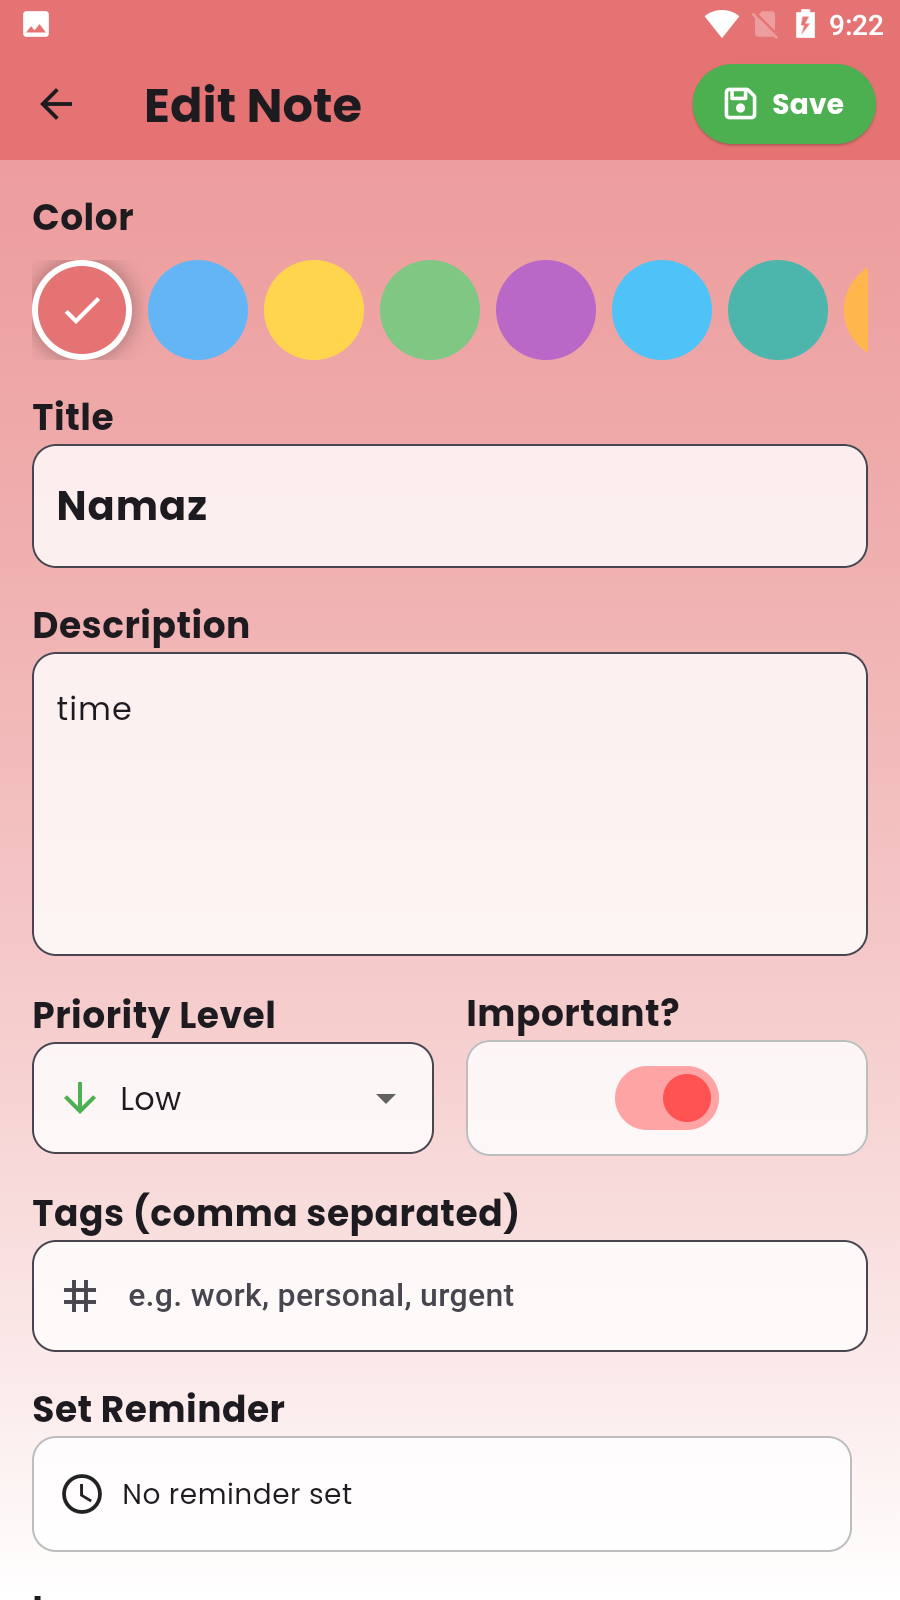 9:22
Edit Note
Save
Color
Title
Namaz
Description
time
Priority Level
Important?
Low
Tags (comma separated)
e.g. work, personal, urgent
Set Reminder
No reminder set